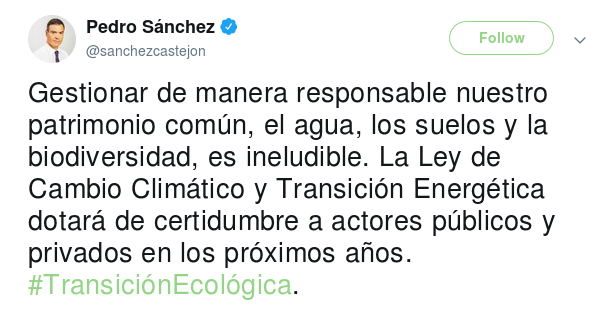 Pedro Sánchez
@sanchezcastejon
Follow
Gestionar de manera responsable nuestro
patrimonio común, el agua, los suelos y la
biodiversidad, es ineludible. La Ley de
Cambio Climático y Transición Energética
dotará de certidumbre a actores públicos y
privados en los próximos años.
#TransiciónEcológica.